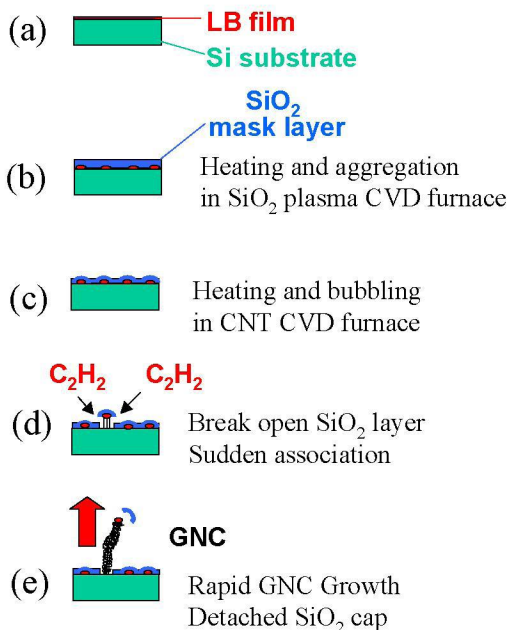 (a)
LB film
Si substrate
SiO₂
mask layer
(b)
Heating and aggregation
in SiO₂ plasma CVD furnace
(c)
Heating and bubbling
in CNT CVD furnace
C₂H₂ C₂H₂
(d)
Break open SiO₂ layer
Sudden association
GNC
(e)
Rapid GNC Growth
Detached SiO₂ cap